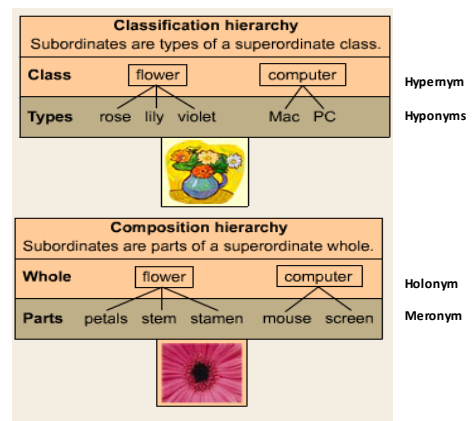 Classification hierarchy
Subordinates are types of a superordinate class.
Class flower computer Hypernym
Types rose lily violet Mac PC Hyponyms
Composition hierarchy
Subordinates are parts of a superordinate whole.
Whole flower computer Holonym
Parts petals stem stamen mouse screen Meronym